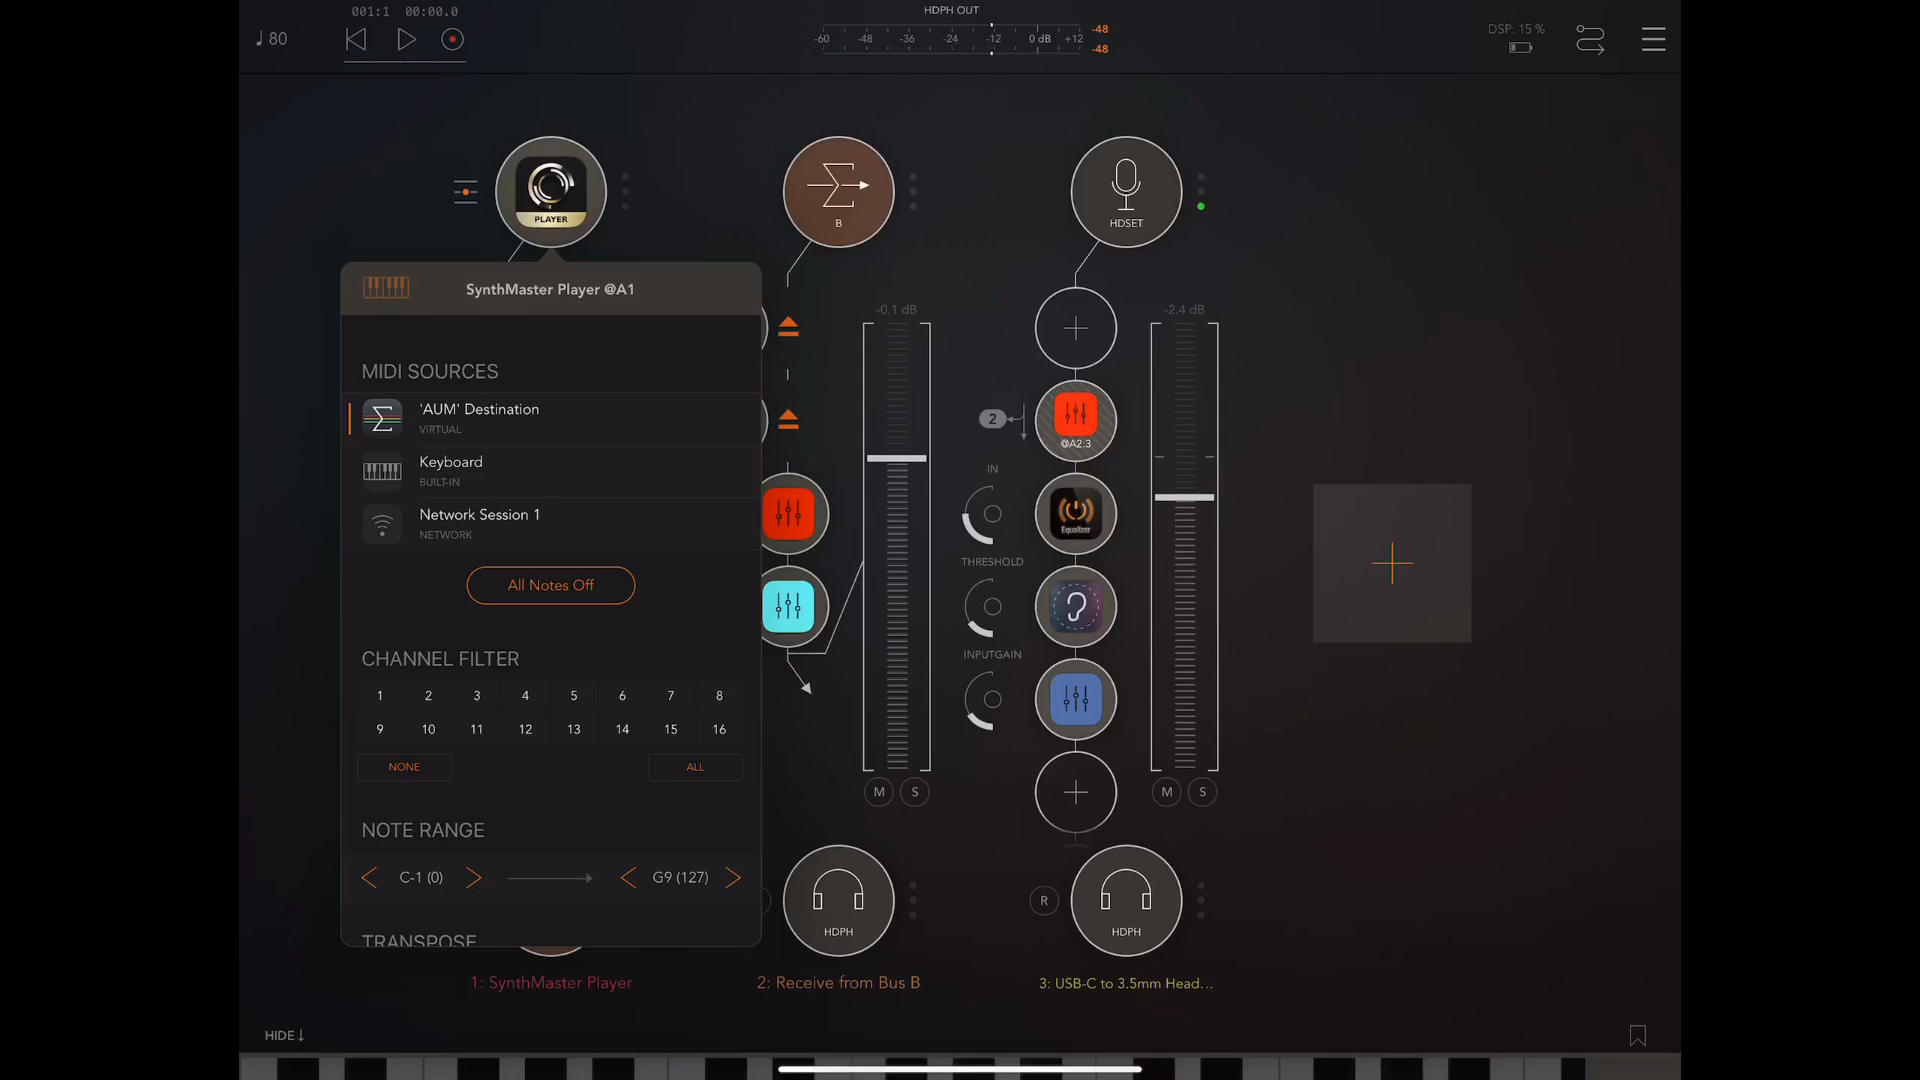 001:1 00:00.0
♩ 80
HDPH OUT
-60 -48 -36 -24 -12 0 dB +12
-48
-48
DSP: 15 %
PLAYER
B
HDSET
SynthMaster Player @A1
MIDI SOURCES
'AUM' Destination
VIRTUAL
Keyboard
BUILT-IN
Network Session 1
NETWORK
All Notes Off
CHANNEL FILTER
1 2 3 4 5 6 7 8
9 10 11 12 13 14 15 16
NONE ALL
NOTE RANGE
C-1 (0) G9 (127)
TRANSPOSE
-0.1 dB
M S
-2.4 dB
2
@A2:3
IN
Equalizer
THRESHOLD
INPUTGAIN
M S
HDPH
R
HDPH
1: SynthMaster Player
2: Receive from Bus B
3: USB-C to 3.5mm Head...
HIDE↓